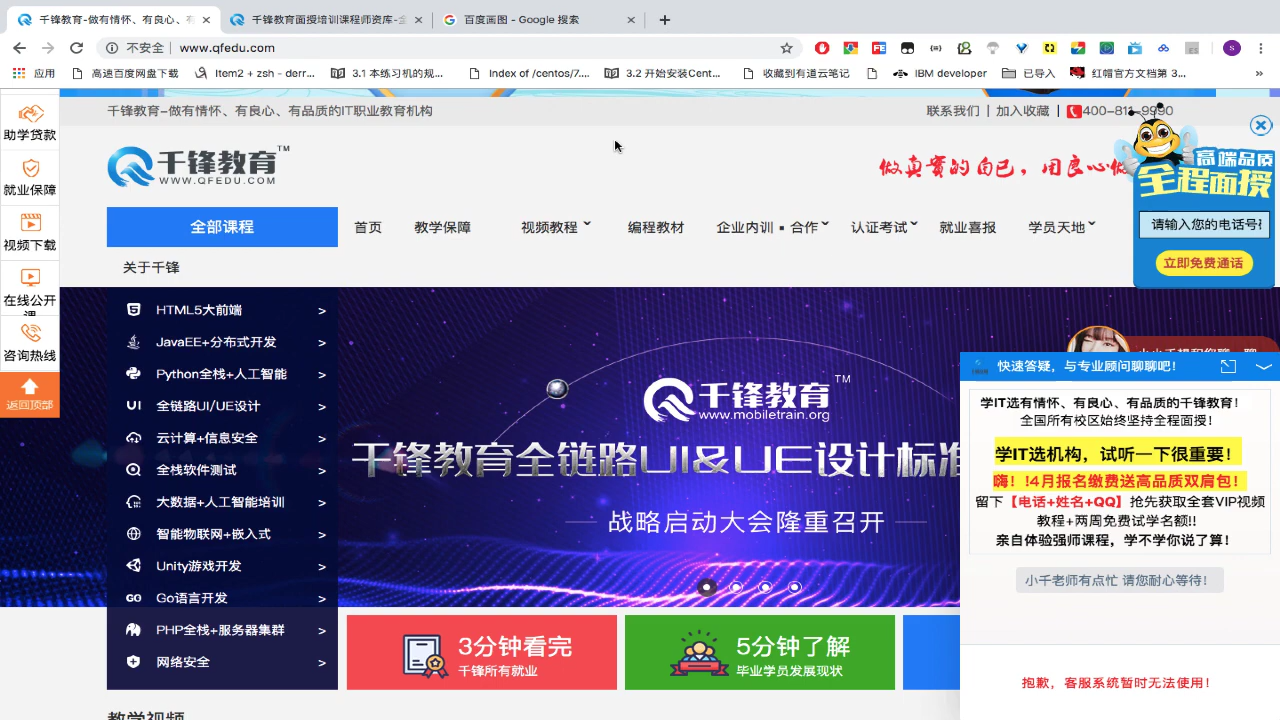 千锋教育-做有情怀、有良心、
千锋教育面授培训课程师资库-全
百度画图 - Google 搜索
不安全
www.qfedu.com
应用
高速百度网盘下载
Item2 + zsh - derr...
3.1 本练习机的规...
Index of /centos/7....
3.2 开始安装Cent...
收藏到有道云笔记
IBM developer
已导入
红帽官方文档第 3...
»
千锋教育-做有情怀、有良心、有品质的IT职业教育机构
联系我们 | 加入收藏 |
400-811-9990
助学贷款
就业保障
视频下载
在线公开课
咨询热线
返回顶部
千锋教育™
WWW.QFEDU.COM
做真實的自己，用良心做
高端品质
全程面授
请输入您的电话号
立即免费通话
全部课程
首页
教学保障
视频教程
编程教材
企业内训▪合作
认证考试
就业喜报
学员天地
关于千锋
HTML5大前端 >
JavaEE+分布式开发 >
Python全栈+人工智能 >
UI 全链路UI/UE设计 >
云计算+信息安全 >
全栈软件测试 >
大数据+人工智能培训 >
智能物联网+嵌入式 >
Unity游戏开发 >
GO Go语言开发 >
PHP全栈+服务器集群 >
网络安全 >
千锋教育™
www.mobiletrain.org
千锋教育全链路UI&UE设计标准
战略启动大会隆重召开
3分钟看完
千锋所有就业
5分钟了解
毕业学员发展现状
教学视频
快速答疑，与专业顾问聊聊吧！
学IT选有情怀、有良心、有品质的千锋教育！
全国所有校区始终坚持全程面授！
学IT选机构，试听一下很重要！
嗨！!4月报名缴费送高品质双肩包！
留下【电话+姓名+QQ】抢先获取全套VIP视频
教程+两周免费试学名额!!
亲自体验强师课程，学不学你说了算！
小千老师有点忙 请您耐心等待！
抱歉，客服系统暂时无法使用！